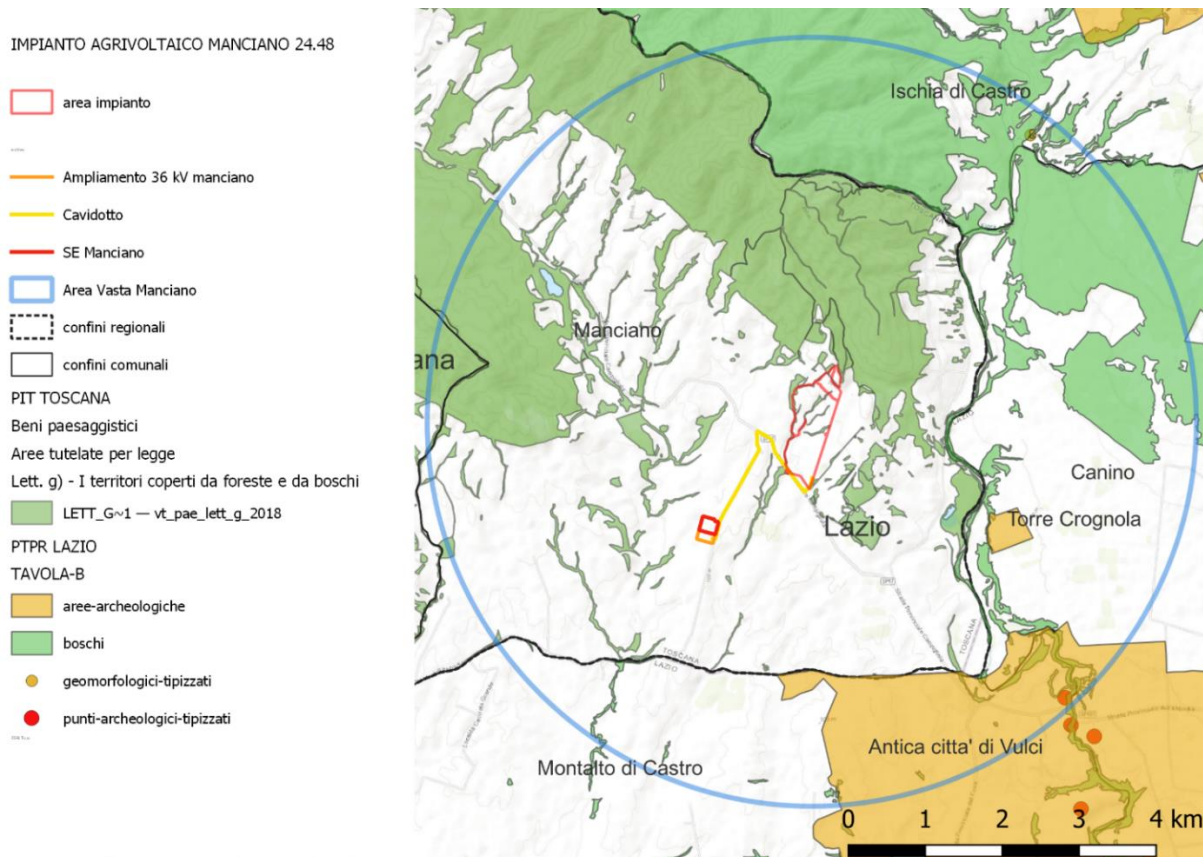 IMPIANTO AGRIVOLTAICO MANCIANO 24.48
area impianto
Ampliamento 36 kV manciano
Cavidotto
SE Manciano
Area Vasta Manciano
confini regionali
confini comunali
PIT TOSCANA
Beni paesaggistici
Aree tutelate per legge
Lett. g) - I territori coperti da foreste e da boschi
LETT_G~1 — vt_pae_lett_g_2018
PTPR LAZIO
TAVOLA-B
aree-archeologiche
boschi
geomorfologici-tipizzati
punti-archeologici-tipizzati
Ischia di Castro
Manciano
ana
Canino
Torre Crognola
Lazio
TOSCANA
LAZIO
TOSCANA
Antica citta' di Vulci
Montalto di Castro
0 1 2 3 4 km